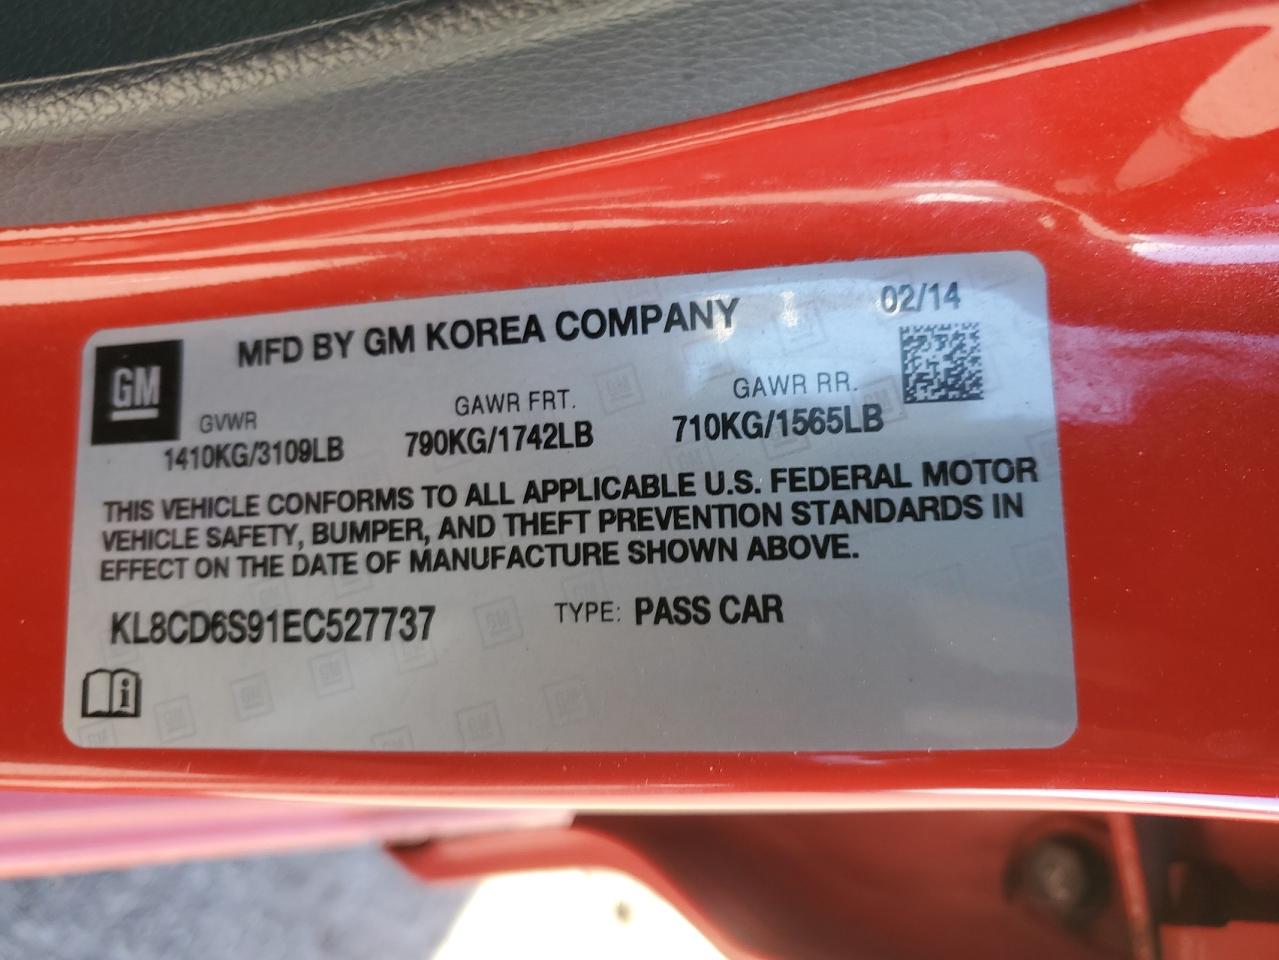 MFD BY GM KOREA COMPANY 02/14
GM
GVWR GAWR FRT. GAWR RR.
1410KG/3109LB 790KG/1742LB 710KG/1565LB
THIS VEHICLE CONFORMS TO ALL APPLICABLE U.S. FEDERAL MOTOR
VEHICLE SAFETY, BUMPER, AND THEFT PREVENTION STANDARDS IN
EFFECT ON THE DATE OF MANUFACTURE SHOWN ABOVE.
KL8CD6S91EC527737 TYPE: PASS CAR